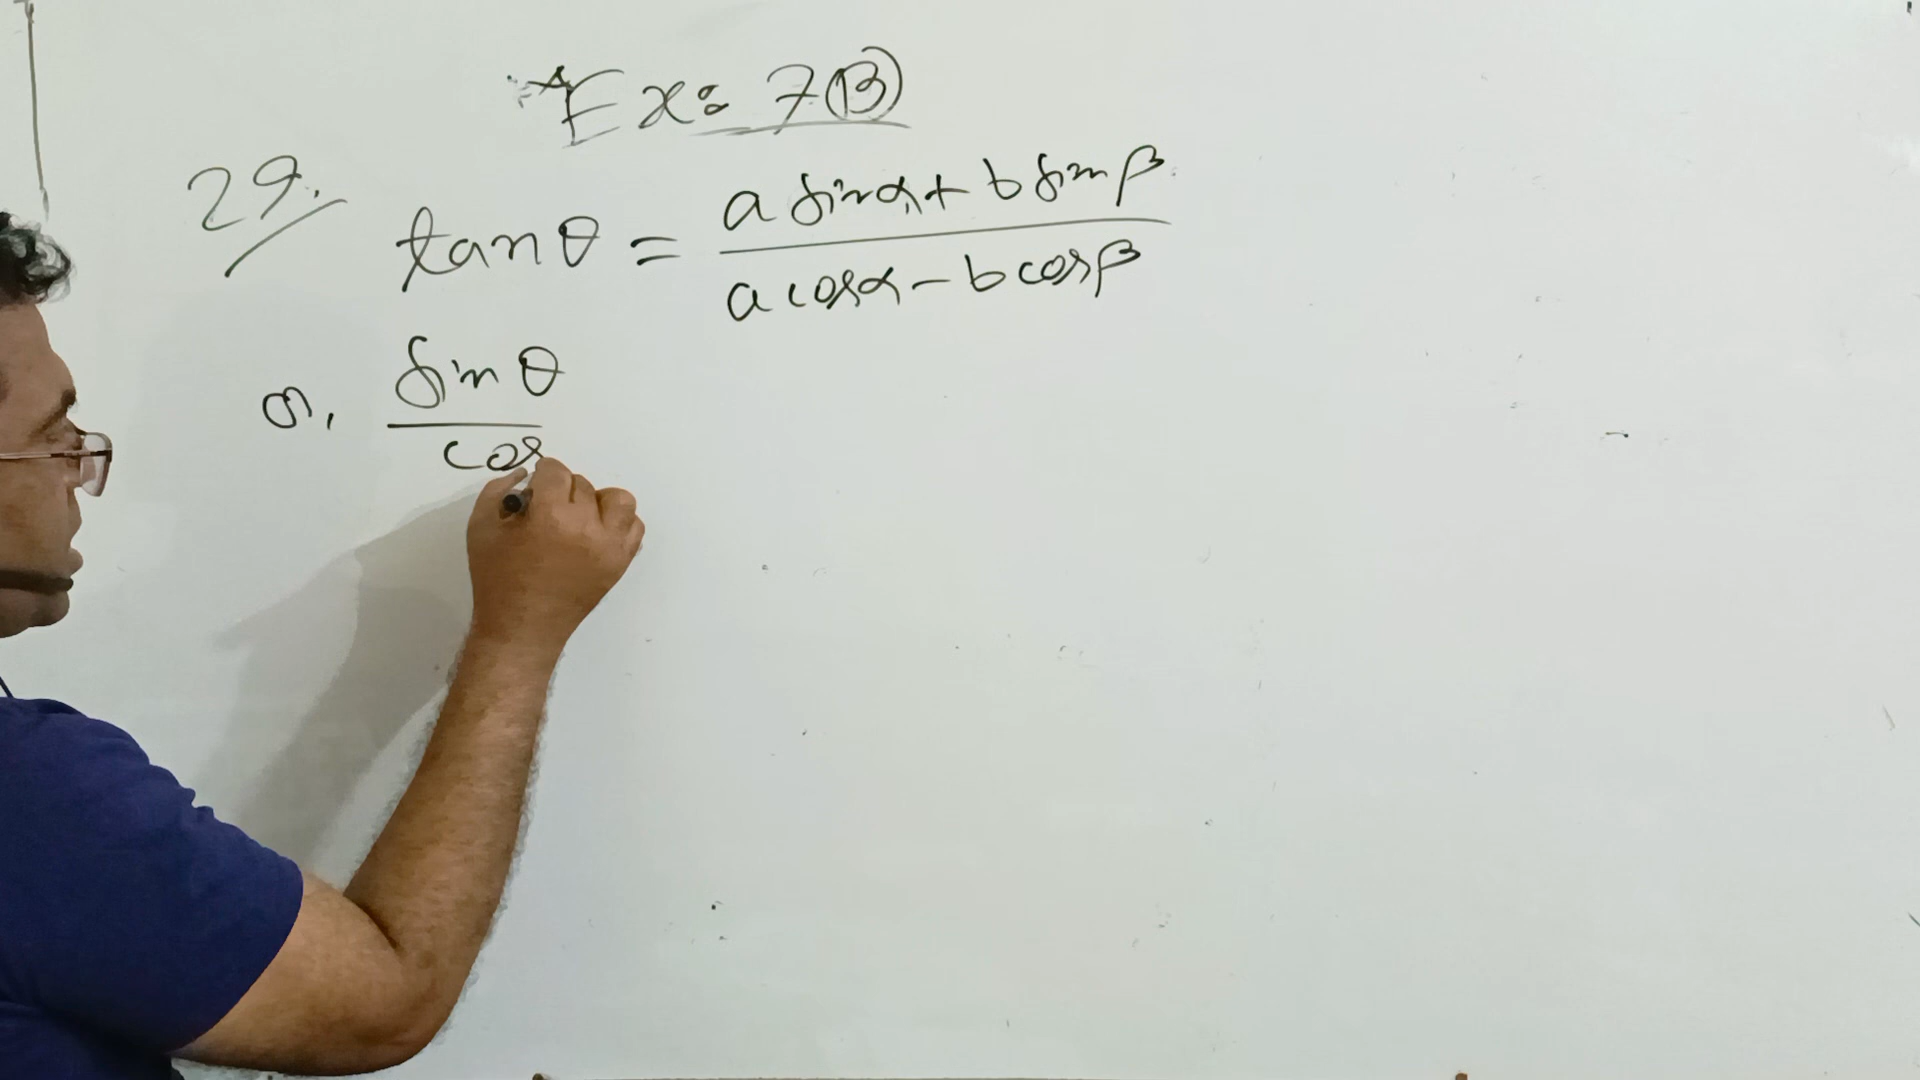 Ex: 7(B)
29.
tanθ = (a sinα + b sinβ) / (a cosα - b cosβ)
or, sinθ / cos